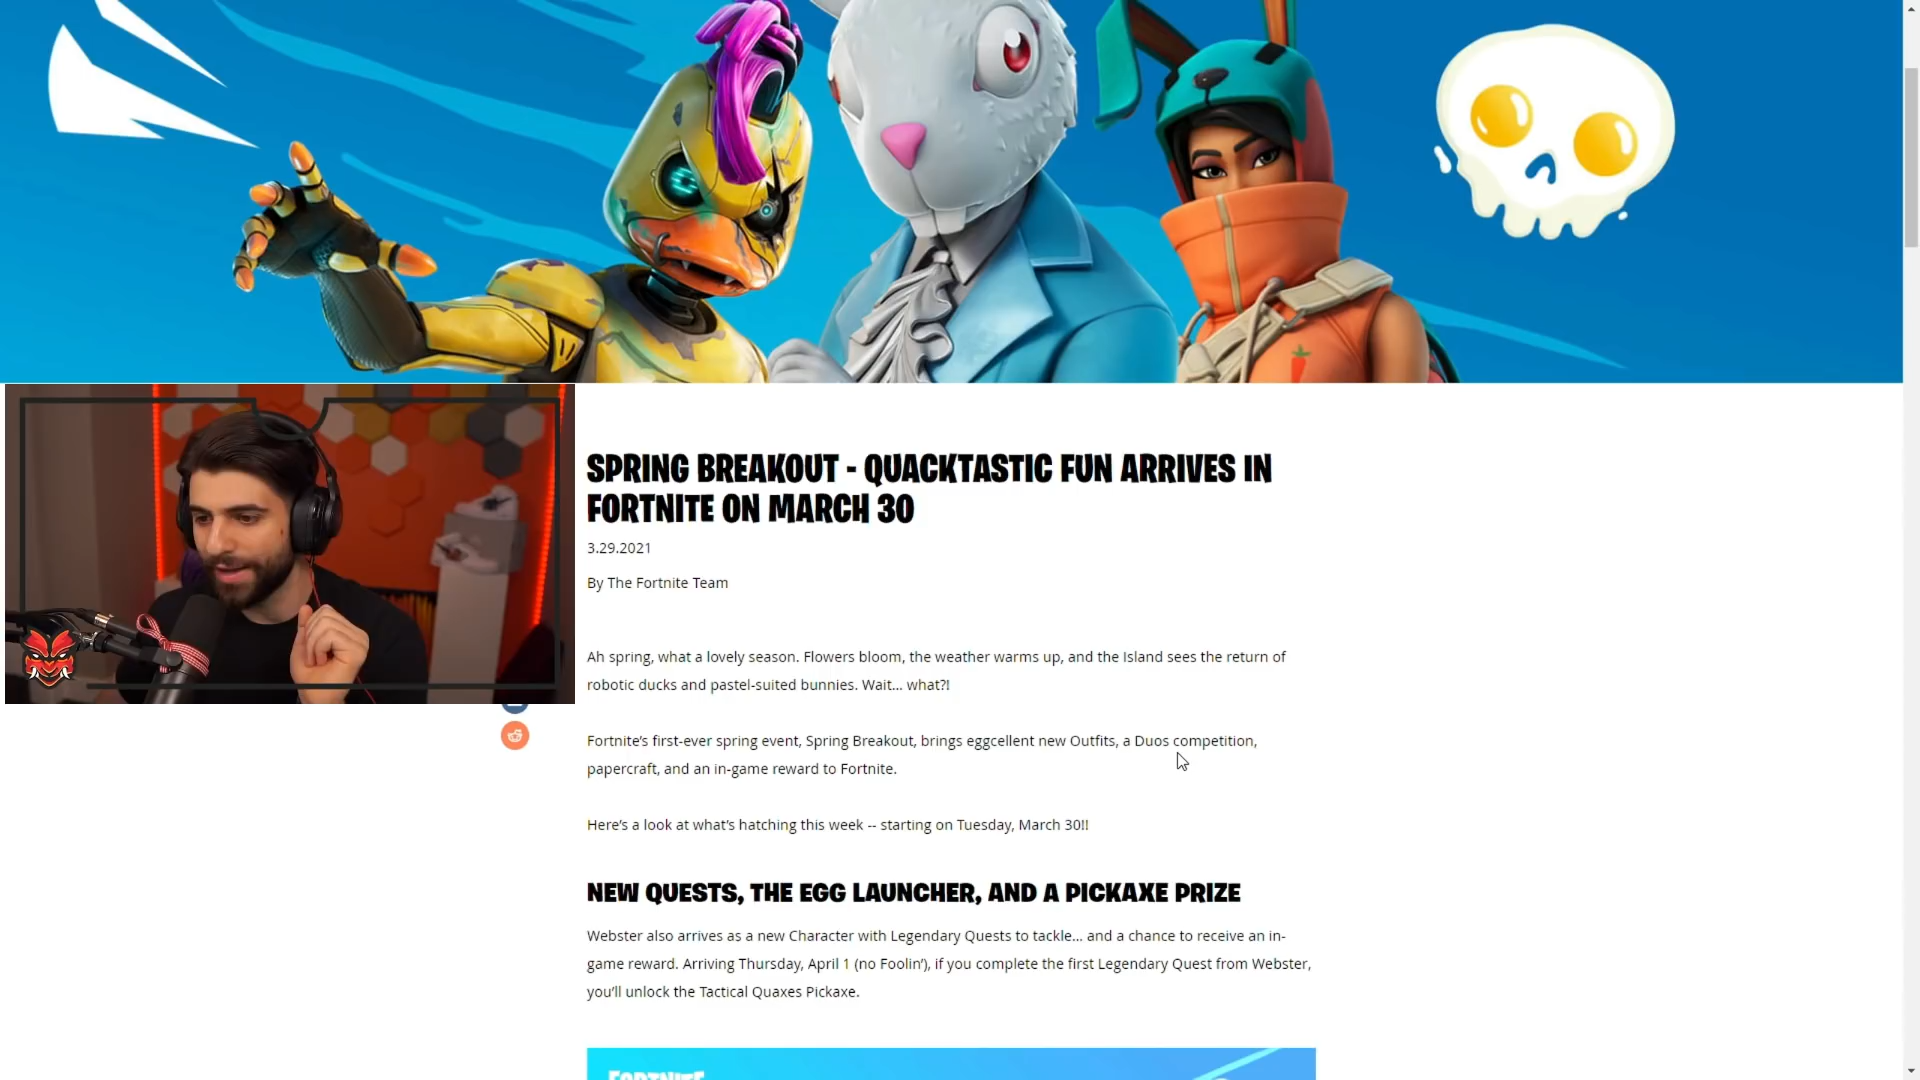 SPRING BREAKOUT - QUACKTASTIC FUN ARRIVES IN
FORTNITE ON MARCH 30
3.29.2021
By The Fortnite Team
Ah spring, what a lovely season. Flowers bloom, the weather warms up, and the Island sees the return of
robotic ducks and pastel-suited bunnies. Wait... what?!
Fortnite’s first-ever spring event, Spring Breakout, brings eggcellent new Outfits, a Duos competition,
papercraft, and an in-game reward to Fortnite.
Here’s a look at what’s hatching this week -- starting on Tuesday, March 30!!
NEW QUESTS, THE EGG LAUNCHER, AND A PICKAXE PRIZE
Webster also arrives as a new Character with Legendary Quests to tackle... and a chance to receive an in-
game reward. Arriving Thursday, April 1 (no Foolin’), if you complete the first Legendary Quest from Webster,
you’ll unlock the Tactical Quaxes Pickaxe.
FORTNITE